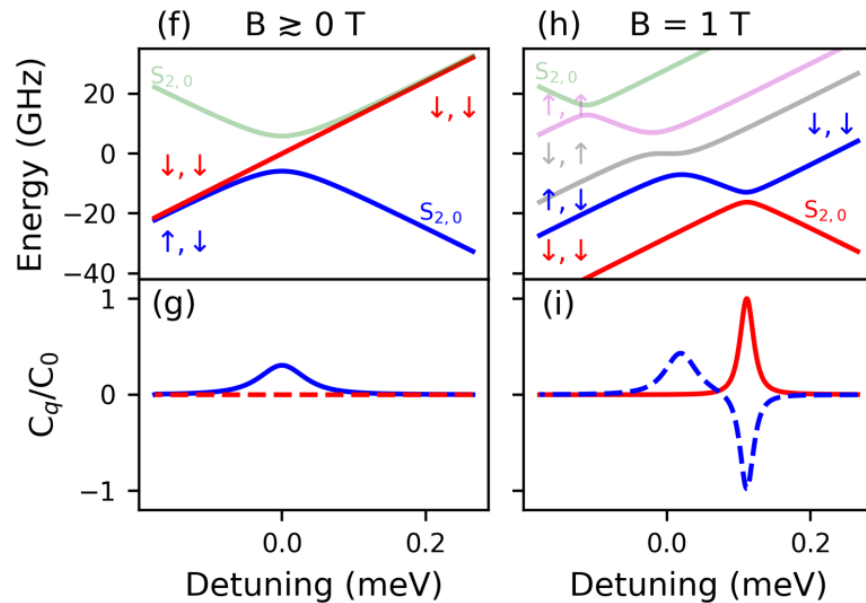 (f) B ≳ 0 T
(h) B = 1 T
Energy (GHz)
20
0
−20
−40
S2,0
↓, ↓
↓, ↓
↑, ↓
S2,0
S2,0
↑, ↑
↓, ↑
↑, ↓
↓, ↓
↓, ↓
S2,0
(g)
(i)
Cq/C0
1
0
−1
0.0 0.2
0.0 0.2
Detuning (meV)
Detuning (meV)